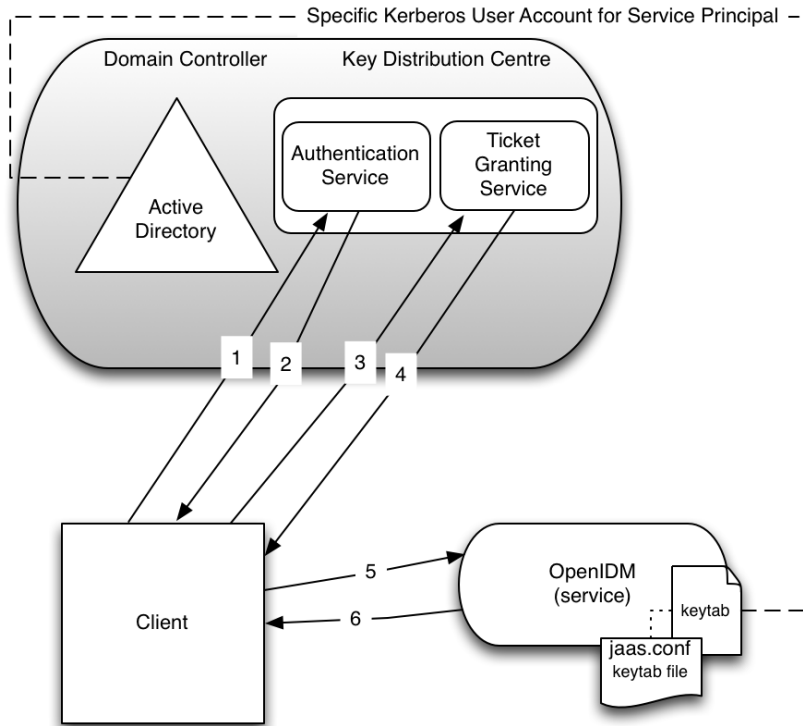 Specific Kerberos User Account for Service Principal
Domain Controller
Key Distribution Centre
Authentication
Service
Ticket
Granting
Service
Active
Directory
1
2
3
4
Client
5
6
OpenIDM
(service)
keytab
jaas.conf
keytab file